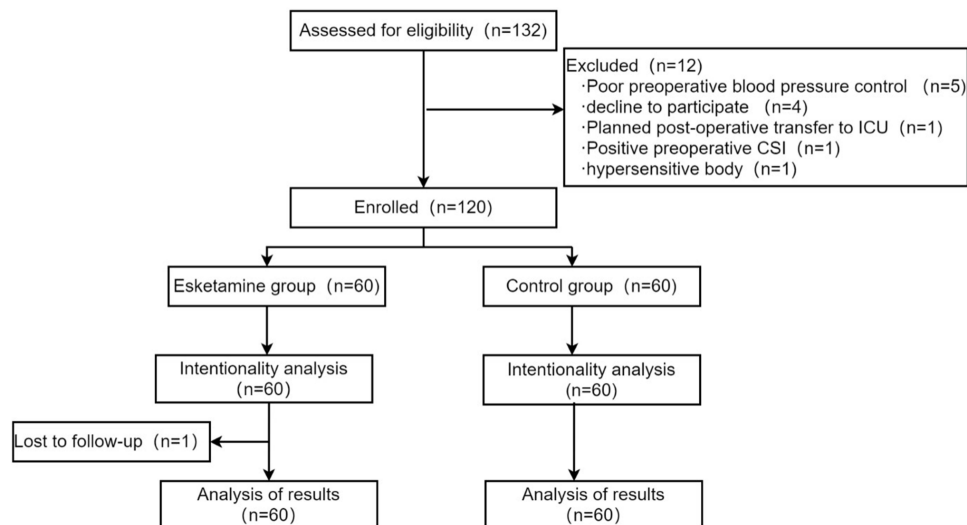 Assessed for eligibility（n=132）
Excluded（n=12）
·Poor preoperative blood pressure control （n=5）
·decline to participate（n=4）
·Planned post-operative transfer to ICU（n=1）
·Positive preoperative CSI（n=1）
·hypersensitive body（n=1）
Enrolled（n=120）
Esketamine group（n=60）
Control group（n=60）
Intentionality analysis
（n=60）
Intentionality analysis
（n=60）
Lost to follow-up（n=1）
Analysis of results
（n=60）
Analysis of results
（n=60）